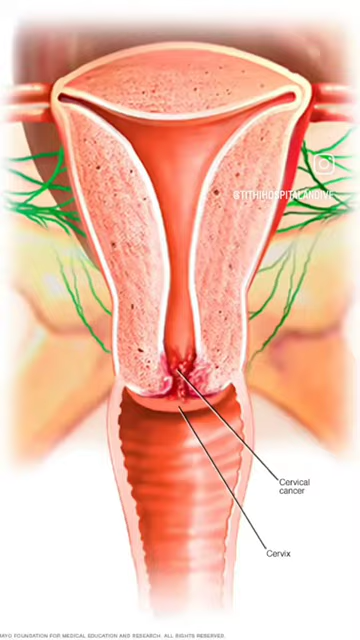 @TITHIHOSPITALANDIVF
Cervical
cancer
Cervix
MAYO FOUNDATION FOR MEDICAL EDUCATION AND RESEARCH. ALL RIGHTS RESERVED.